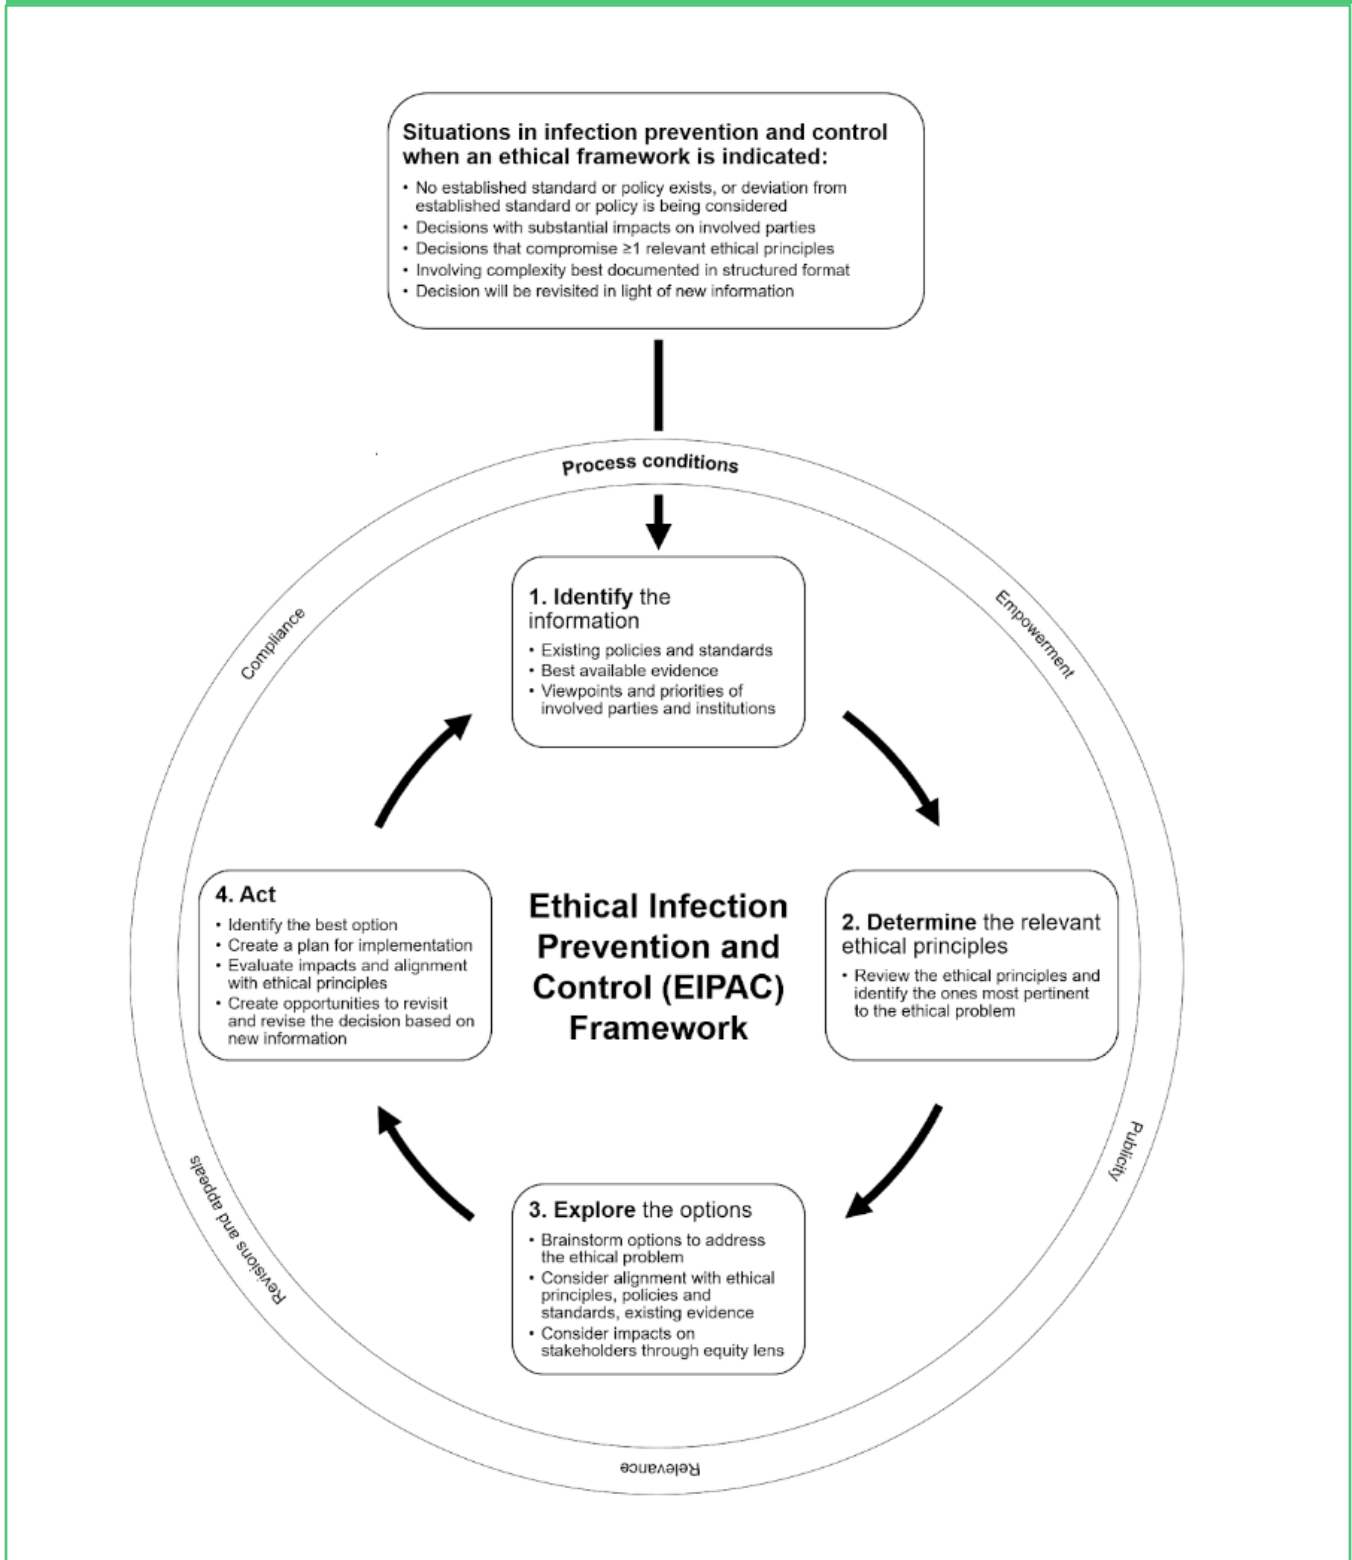 Situations in infection prevention and control
when an ethical framework is indicated:
• No established standard or policy exists, or deviation from
established standard or policy is being considered
• Decisions with substantial impacts on involved parties
• Decisions that compromise ≥1 relevant ethical principles
• Involving complexity best documented in structured format
• Decision will be revisited in light of new information
Process conditions
Compliance
Empowerment
1. Identify the
information
• Existing policies and standards
• Best available evidence
• Viewpoints and priorities of
involved parties and institutions
4. Act
• Identify the best option
• Create a plan for implementation
• Evaluate impacts and alignment
with ethical principles
• Create opportunities to revisit
and revise the decision based on
new information
Ethical Infection
Prevention and
Control (EIPAC)
Framework
2. Determine the relevant
ethical principles
• Review the ethical principles and
identify the ones most pertinent
to the ethical problem
Publicity
Revisions and appeals
3. Explore the options
• Brainstorm options to address
the ethical problem
• Consider alignment with ethical
principles, policies and
standards, existing evidence
• Consider impacts on
stakeholders through equity lens
Relevance